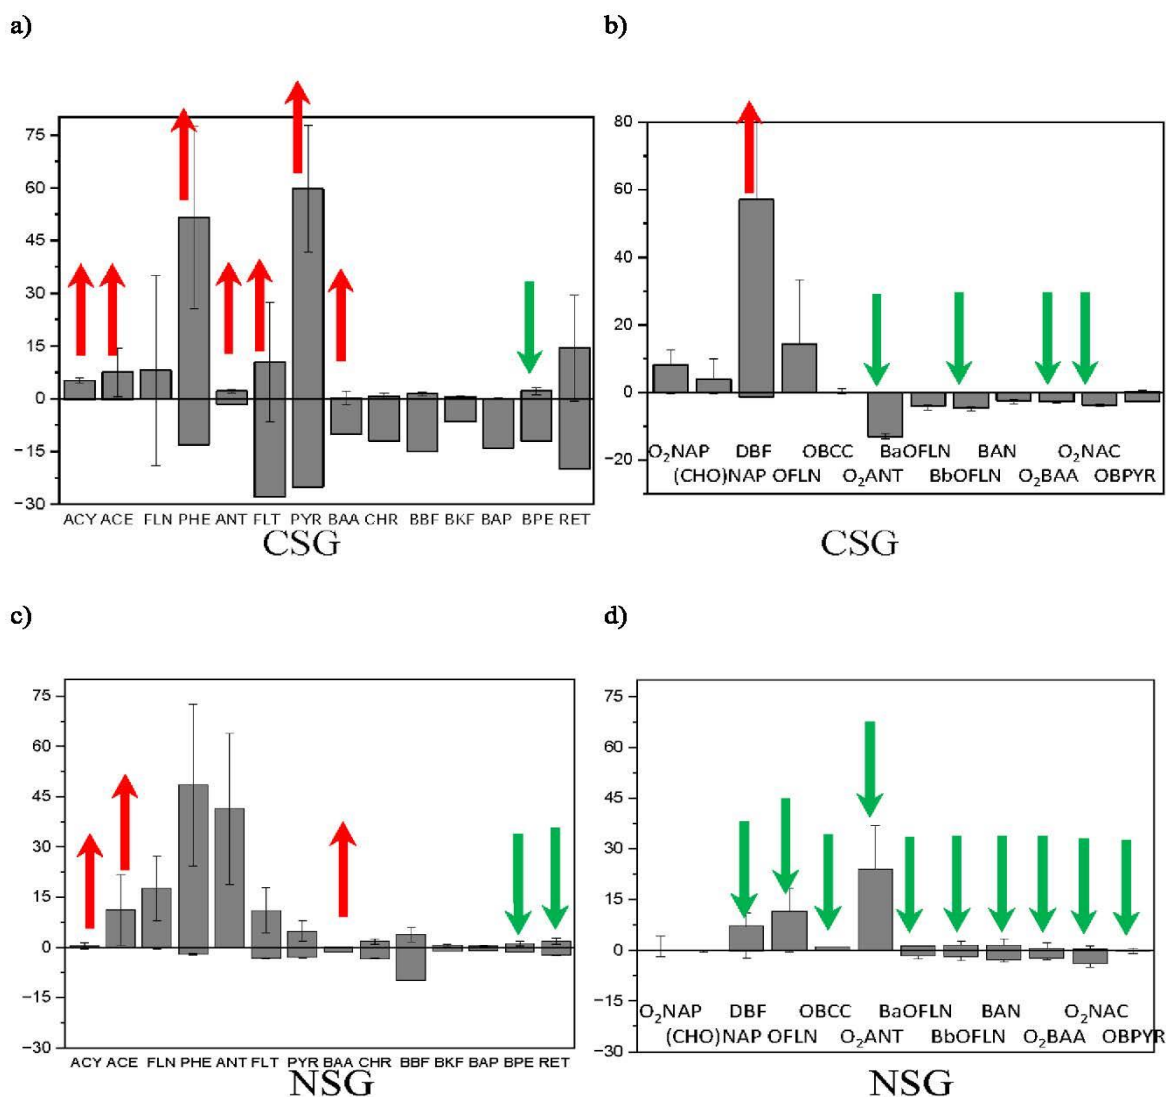 a)
b)
75
60
45
30
15
0
−15
−30
ACY ACE FLN PHE ANT FLT PYR BAA CHR BBF BKF BAP BPE RET
CSG
80
60
40
20
0
−20
O₂NAP DBF OBCC BaOFLN BAN O₂NAC
(CHO)NAP OFLN O₂ANT BbOFLN O₂BAA OBPYR
CSG
c)
d)
75
60
45
30
15
0
−15
−30
ACY ACE FLN PHE ANT FLT PYR BAA CHR BBF BKF BAP BPE RET
NSG
75
60
45
30
15
0
−15
−30
O₂NAP DBF OBCC BaOFLN BAN O₂NAC
(CHO)NAP OFLN O₂ANT BbOFLN O₂BAA OBPYR
NSG